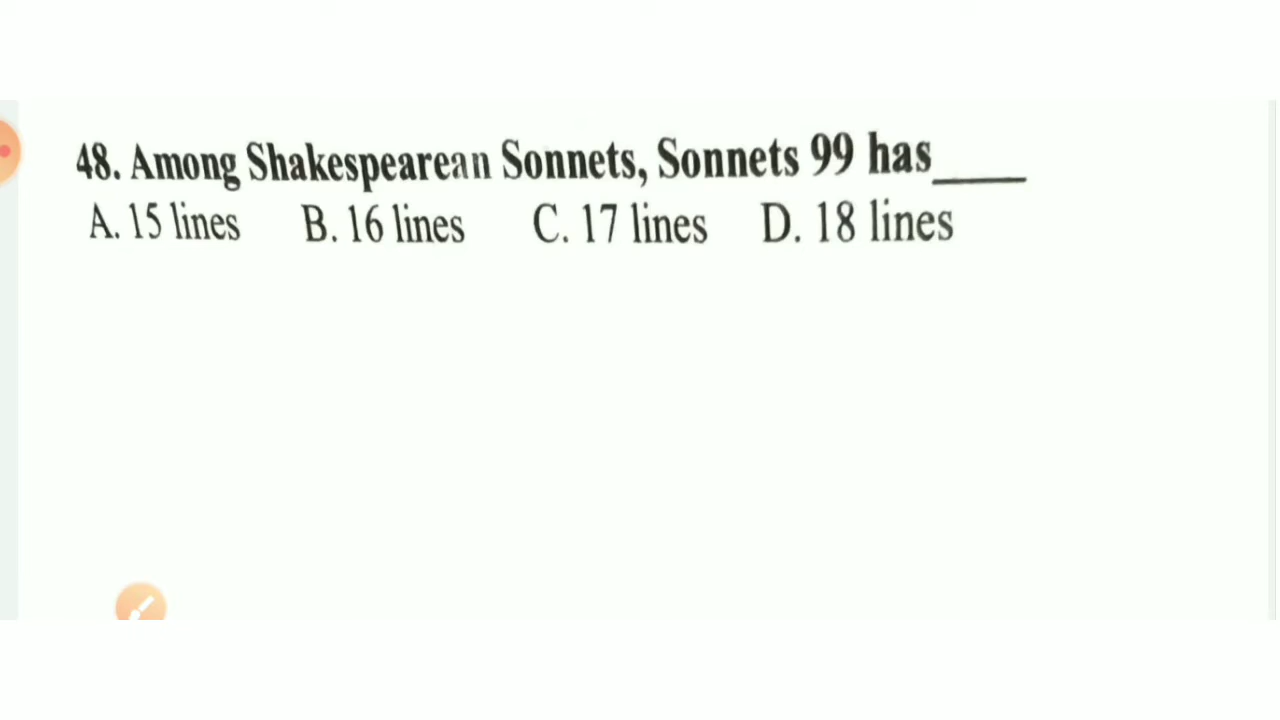 48. Among Shakespearean Sonnets, Sonnets 99 has____
A. 15 lines B. 16 lines C. 17 lines D. 18 lines